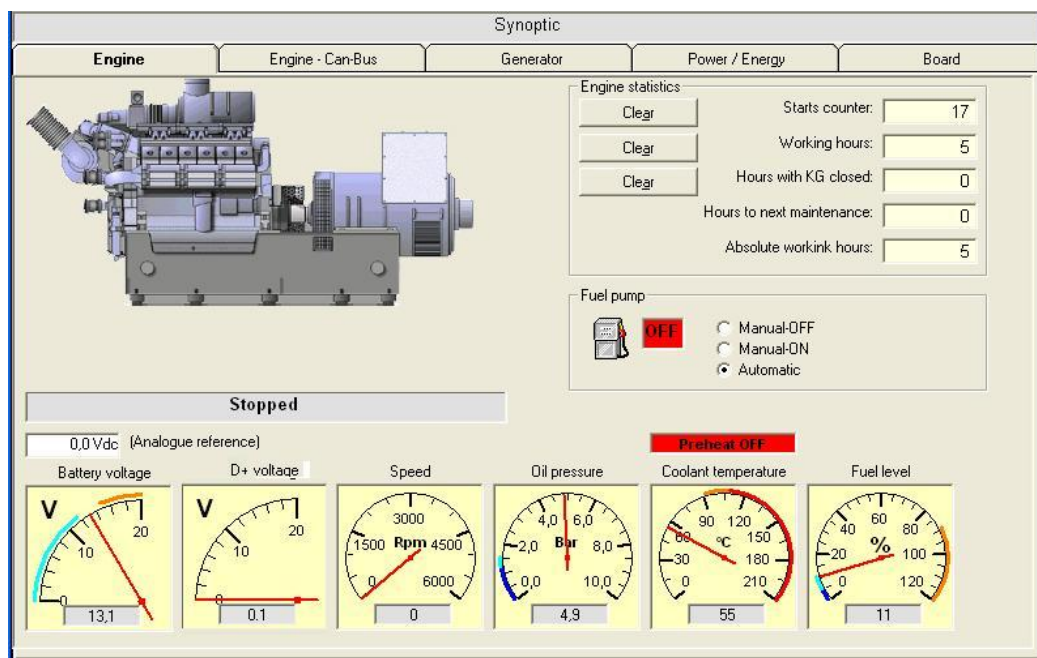 Synoptic
Engine
Engine - Can-Bus
Generator
Power / Energy
Board
Engine statistics
Clear Starts counter: 17
Clear Working hours: 5
Clear Hours with KG closed: 0
Hours to next maintenance: 0
Absolute workink hours: 5
Fuel pump
OFF
Manual-OFF
Manual-ON
Automatic
Stopped
0,0 Vdc (Analogue reference)
Preheat OFF
Battery voltage
V
0 10 20
13,1
D+ voltage
V
10 20
0.1
Speed
0 1500 3000 4500 6000
Rpm
0
Oil pressure
0,0 2,0 4,0 6,0 8,0 10,0
Bar
4,9
Coolant temperature
0 30 60 90 120 150 180 210
°C
55
Fuel level
0 20 40 60 80 100 120
%
11